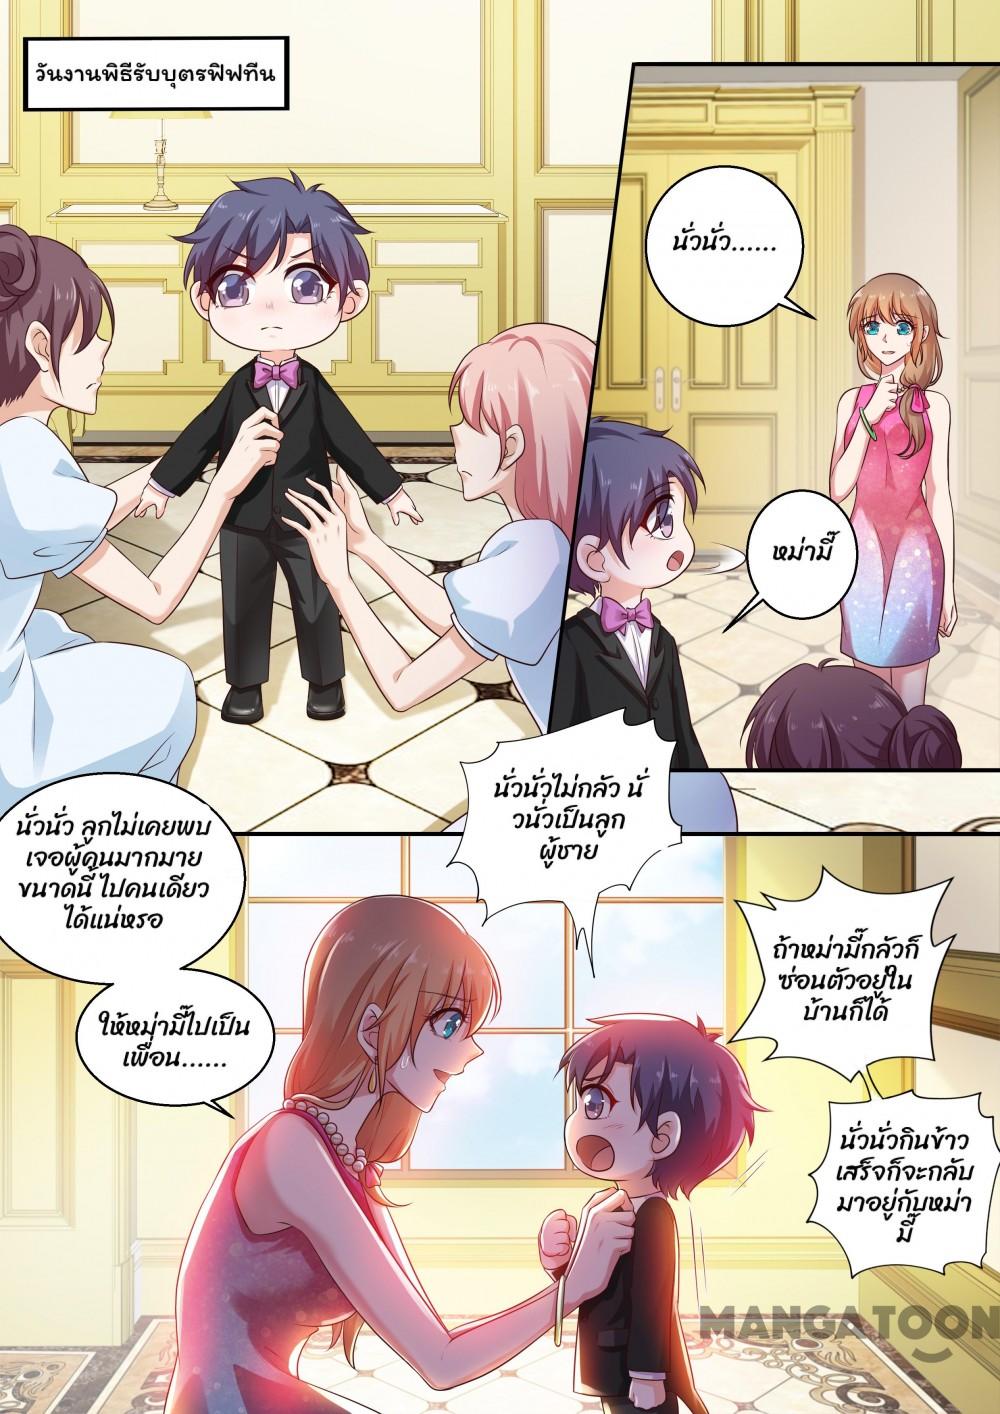 วันงานพิธีรับบุตรฟิฟทีน
นั่วนั่ว......
หม่ามี๊
นั่วนั่ว ลูกไม่เคยพบ
เจอผู้คนมากมาย
ขนาดนี้ ไปคนเดียว
ได้แน่หรอ
ให้หม่ามี๊ไปเป็น
เพื่อน......
นั่วนั่วไม่กลัว นั่
วนั่วเป็นลูก
ผู้ชาย
ถ้าหม่ามี๊กลัวก็
ซ่อนตัวอยู่ใน
บ้านก็ได้
นั่วนั่วกินข้าว
เสร็จก็จะกลับ
มาอยู่กับหม่า
มี๊
MANGATOON